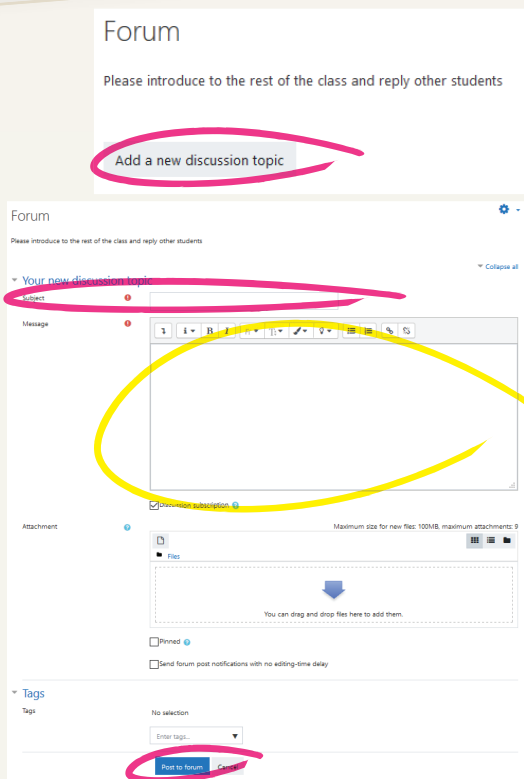 Forum
Please introduce to the rest of the class and reply other students
Add a new discussion topic
Forum
Please introduce to the rest of the class and reply other students
Collapse all
Your new discussion topic
Subject
Message
B I
Discussion subscription
Attachment
Maximum size for new files: 100MB, maximum attachments: 9
Files
You can drag and drop files here to add them.
Pinned
Send forum post notifications with no editing-time delay
Tags
Tags
No selection
Enter tags...
Post to forum Cancel